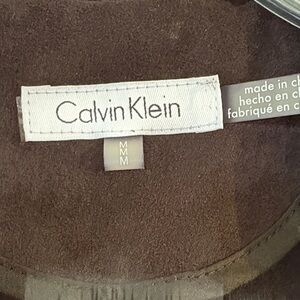 Calvin Klein
M
M
M
made in
hecho en
fabriqué en